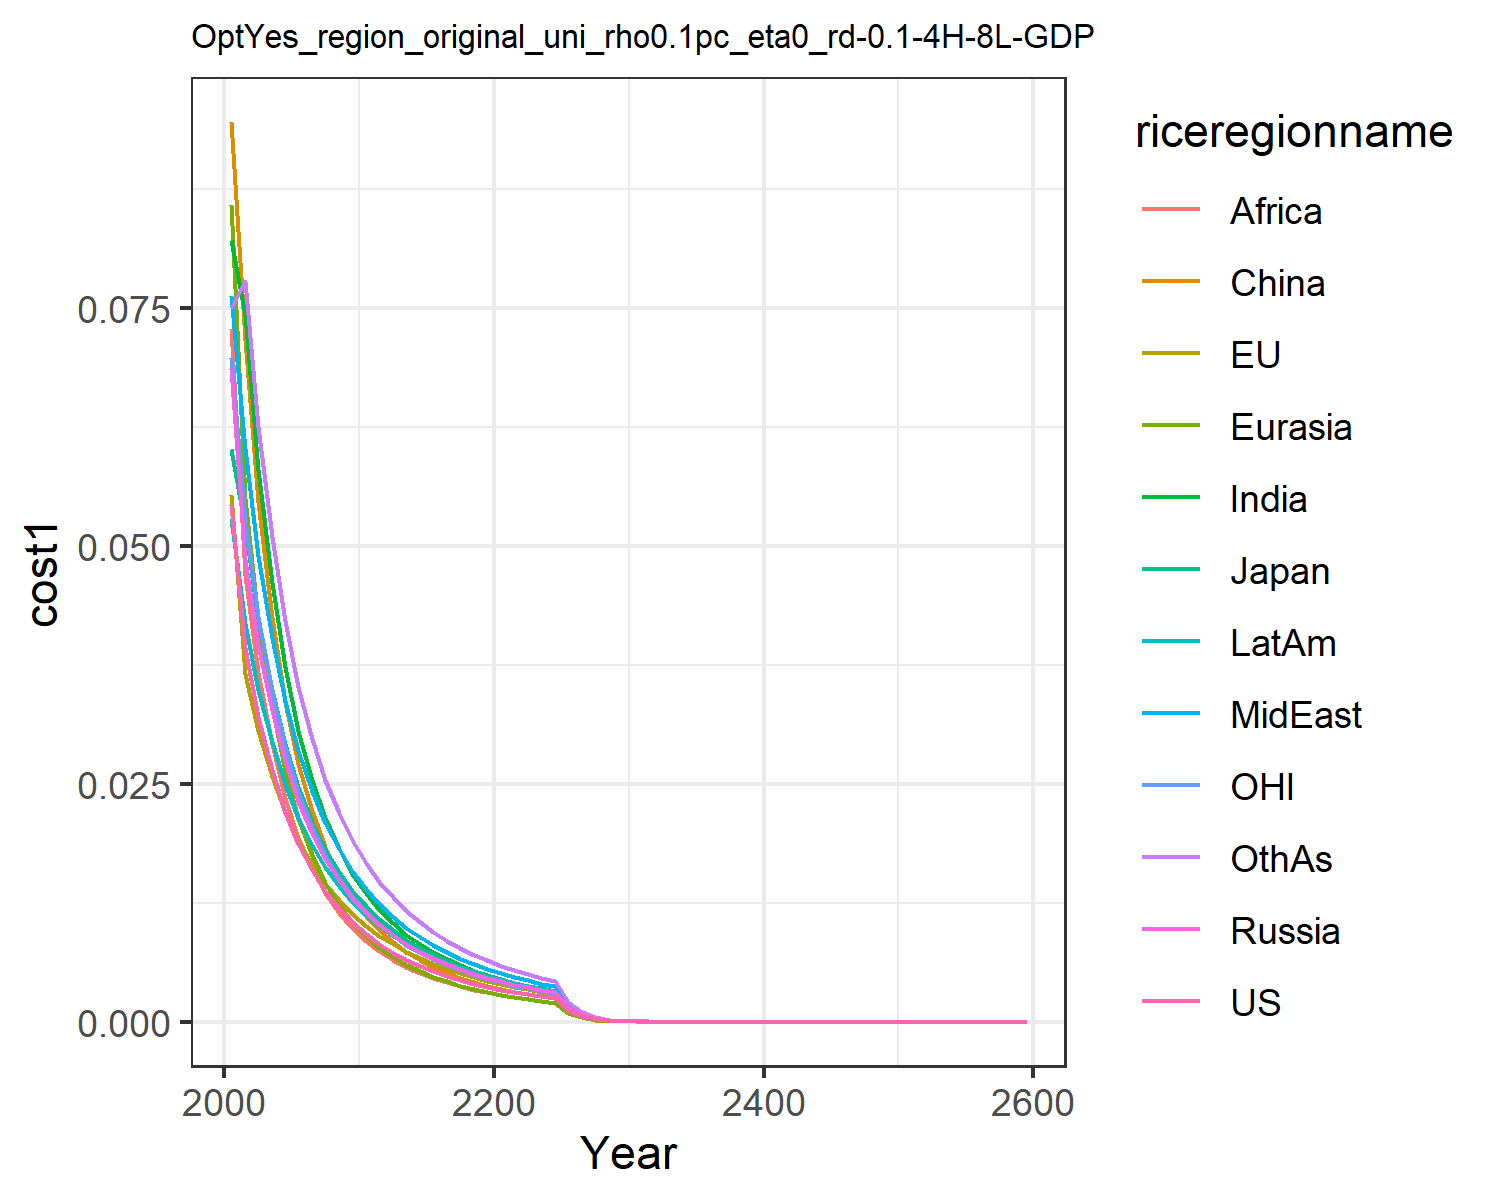 OptYes_region_original_uni_rho0.1pc_eta0_rd-0.1-4H-8L-GDP
riceregionname
Africa
China
EU
Eurasia
India
Japan
LatAm
MidEast
OHI
OthAs
Russia
US
cost1
0.075
0.050
0.025
0.000
2000
2200
2400
2600
Year